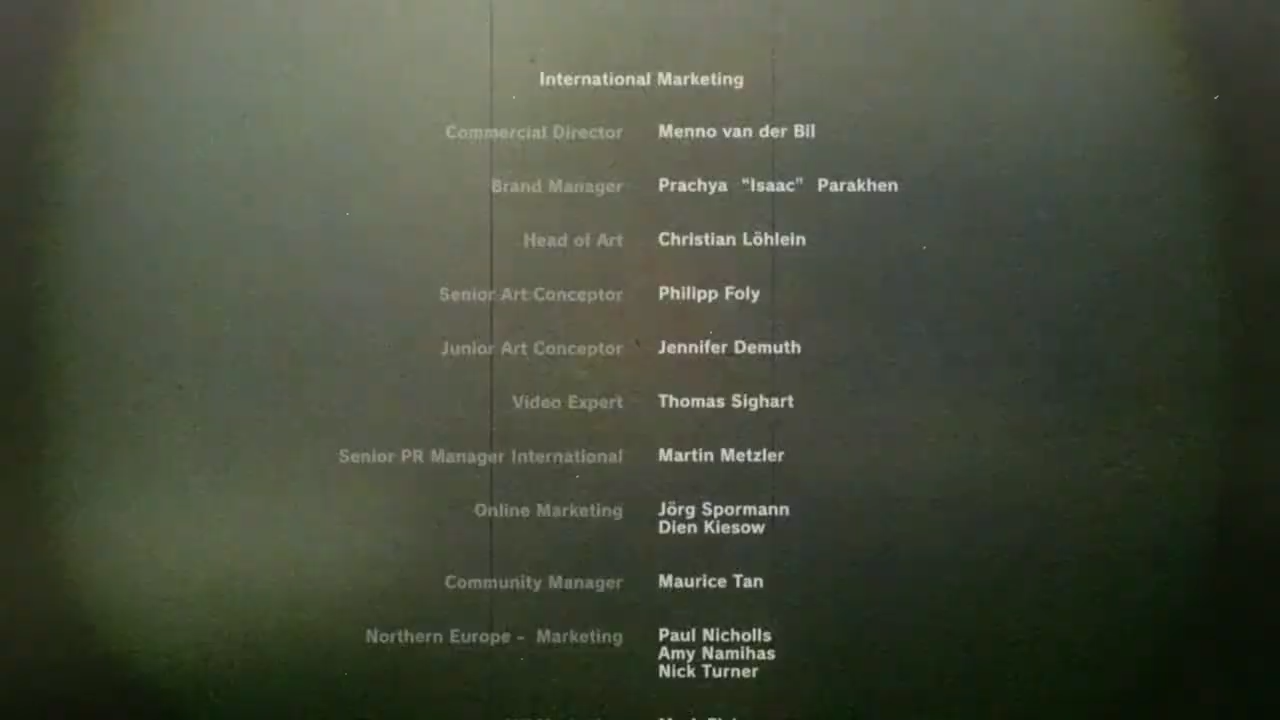 International Marketing
Commercial Director Menno van der Bil
Brand Manager Prachya “Isaac” Parakhen
Head of Art Christian Löhlein
Senior Art Conceptor Philipp Foly
Junior Art Conceptor Jennifer Demuth
Video Expert Thomas Sighart
Senior PR Manager International Martin Metzler
Online Marketing Jörg Spormann
Dien Kiesow
Community Manager Maurice Tan
Northern Europe - Marketing Paul Nicholls
Amy Namihas
Nick Turner